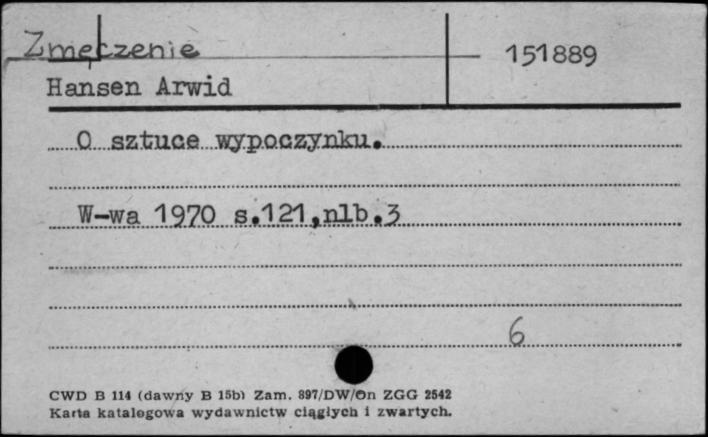 Zmęczenie
151889
Hansen Arwid
O sztuce wypoczynku.
W-wa 1970 s.121,nlb.3
6
CWD B 114 (dawny B 15b) Zam. 897/DW/On ZGG 2542
Karta katalogowa wydawnictw ciągłych i zwartych.